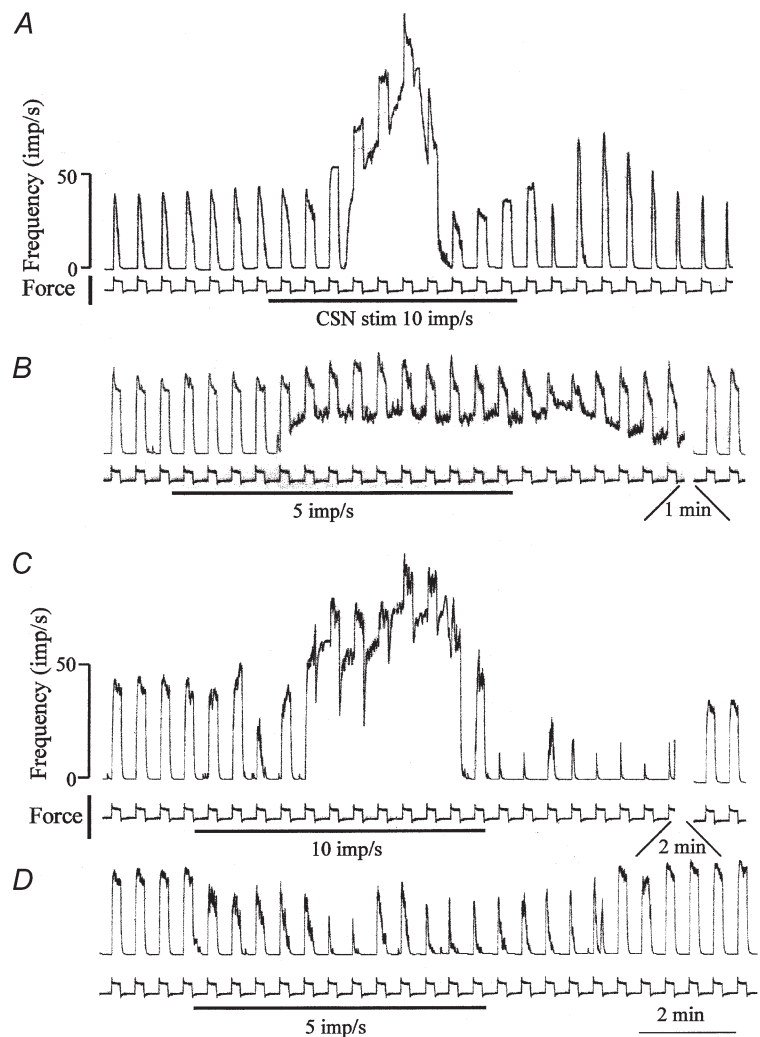 A
Frequency (imp/s)
50
0
Force
CSN stim 10 imp/s
B
5 imp/s
1 min
C
Frequency (imp/s)
50
0
Force
10 imp/s
2 min
D
5 imp/s
2 min